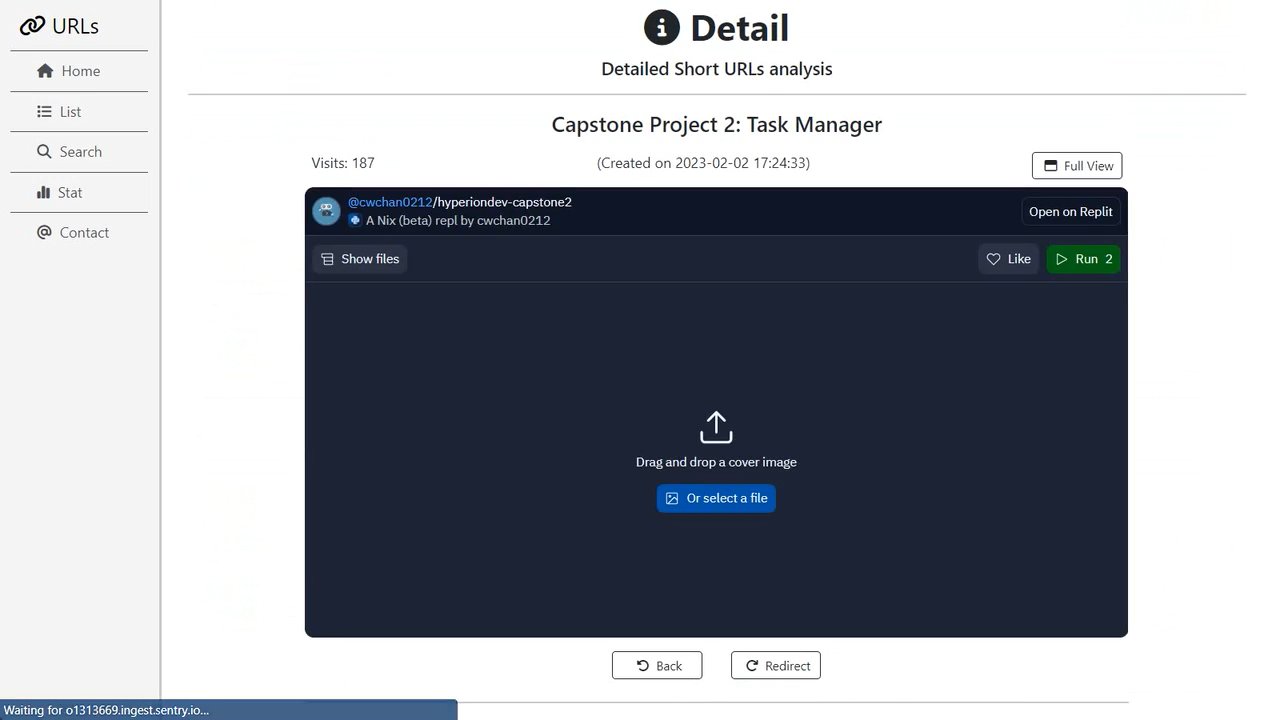 URLs
Home
List
Search
Stat
Contact
Detail
Detailed Short URLs analysis
Capstone Project 2: Task Manager
Visits: 187
(Created on 2023-02-02 17:24:33)
Full View
@cwchan0212/hyperiondev-capstone2
A Nix (beta) repl by cwchan0212
Open on Replit
Show files
Like
Run 2
Drag and drop a cover image
Or select a file
Back
Redirect
Waiting for o1313669.ingest.sentry.io...